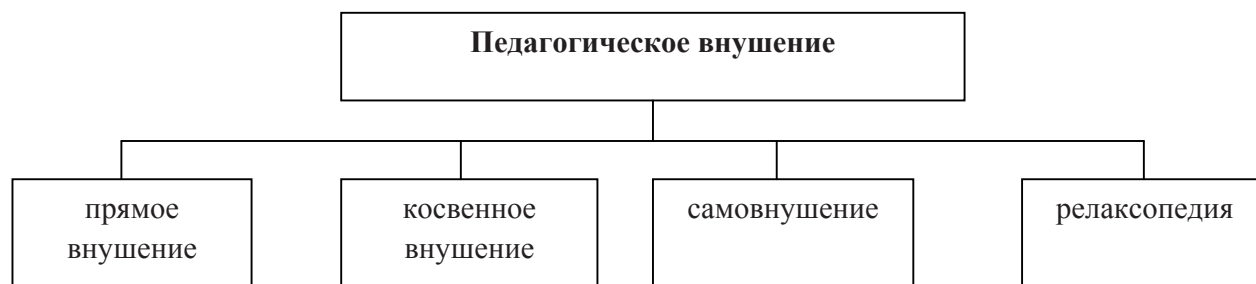 Педагогическое внушение
прямое
внушение
косвенное
внушение
самовнушение
релаксопедия